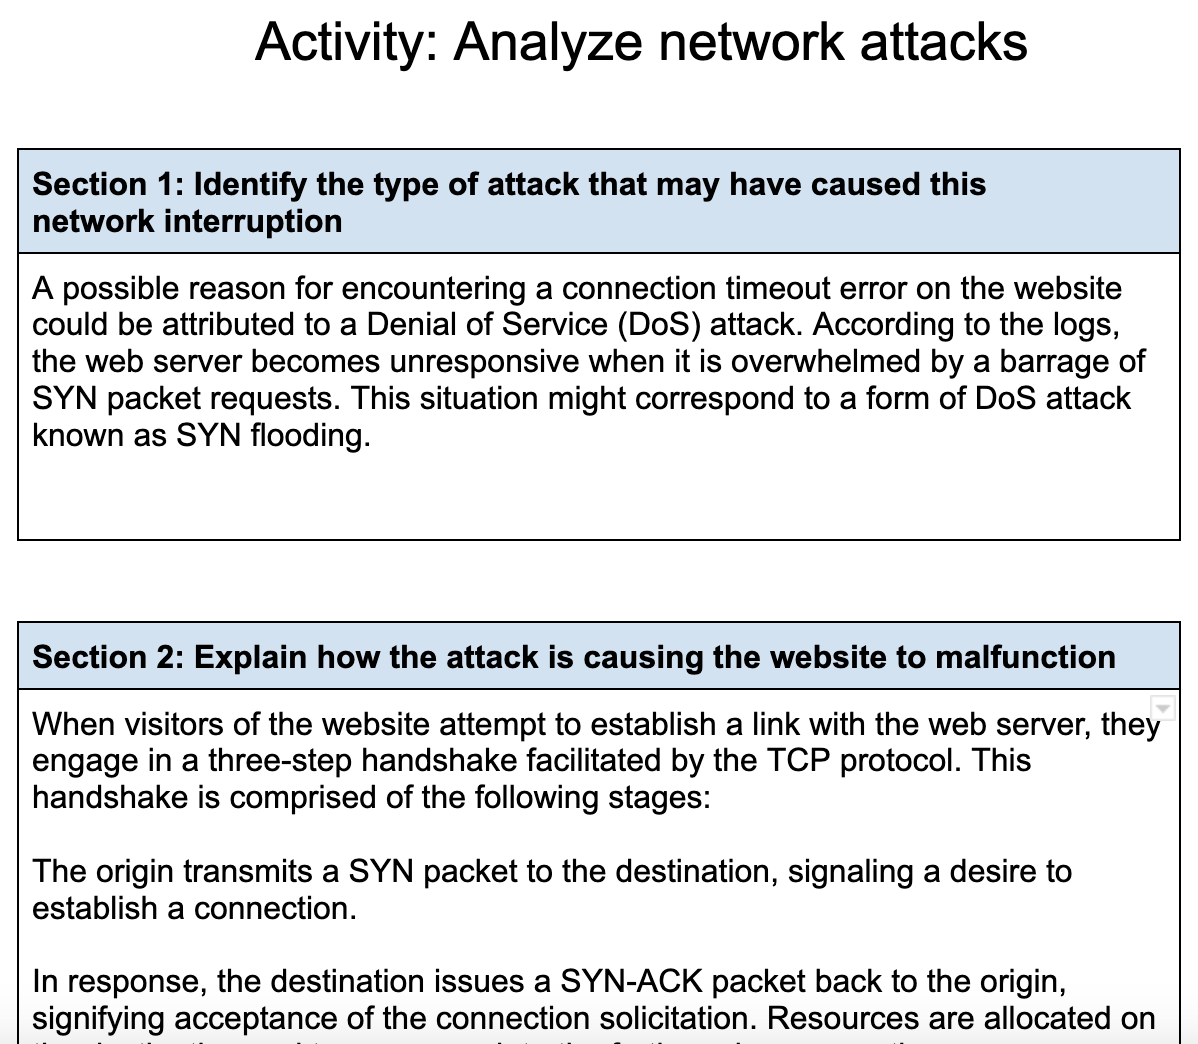 Activity: Analyze network attacks
Section 1: Identify the type of attack that may have caused this
network interruption
A possible reason for encountering a connection timeout error on the website
could be attributed to a Denial of Service (DoS) attack. According to the logs,
the web server becomes unresponsive when it is overwhelmed by a barrage of
SYN packet requests. This situation might correspond to a form of DoS attack
known as SYN flooding.
Section 2: Explain how the attack is causing the website to malfunction
When visitors of the website attempt to establish a link with the web server, they
engage in a three-step handshake facilitated by the TCP protocol. This
handshake is comprised of the following stages:
The origin transmits a SYN packet to the destination, signaling a desire to
establish a connection.
In response, the destination issues a SYN-ACK packet back to the origin,
signifying acceptance of the connection solicitation. Resources are allocated on